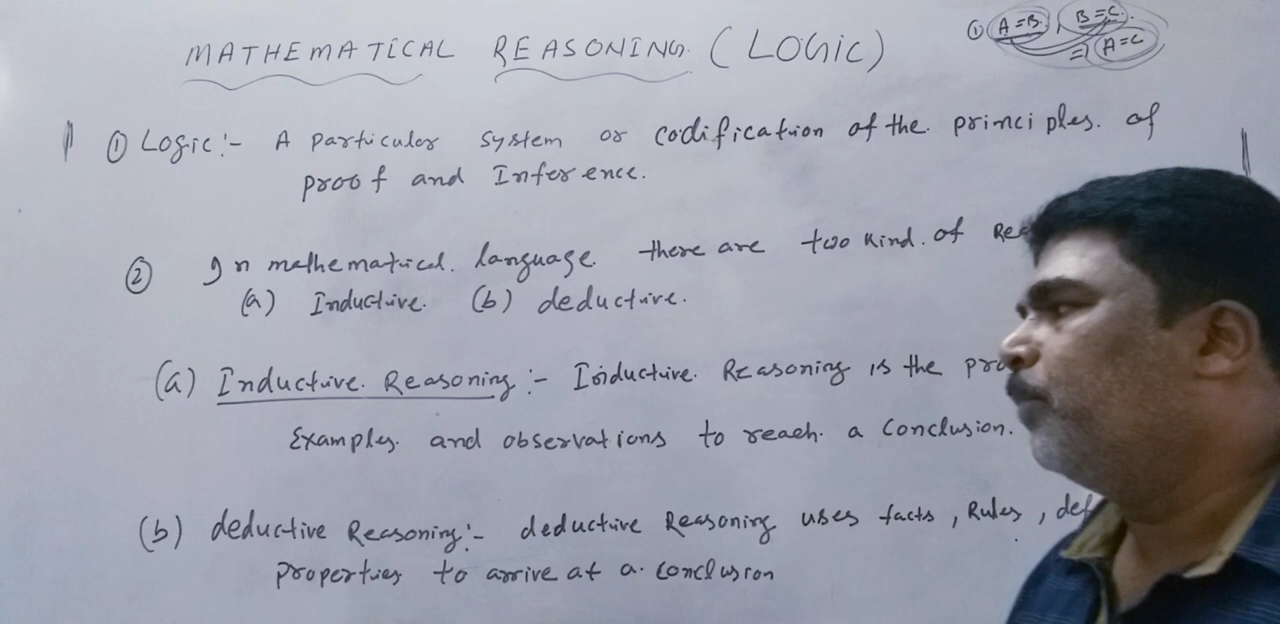 MATHEMATICAL REASONING. (LOGIC)
① A=B, B=C.
⇒ A=C
① Logic:- A particular system or codification of the principles. of
proof and Inference.
② In mathematical. language. there are two kind. of
(a) Inductive. (b) deductive.
(a) Inductive. Reasoning:- Inductive. Reasoning is the
Examples. and observations to reach. a conclusion.
(b) deductive Reasoning:- deductive Reasoning uses facts, Rules,
properties to arrive at a. conclusion